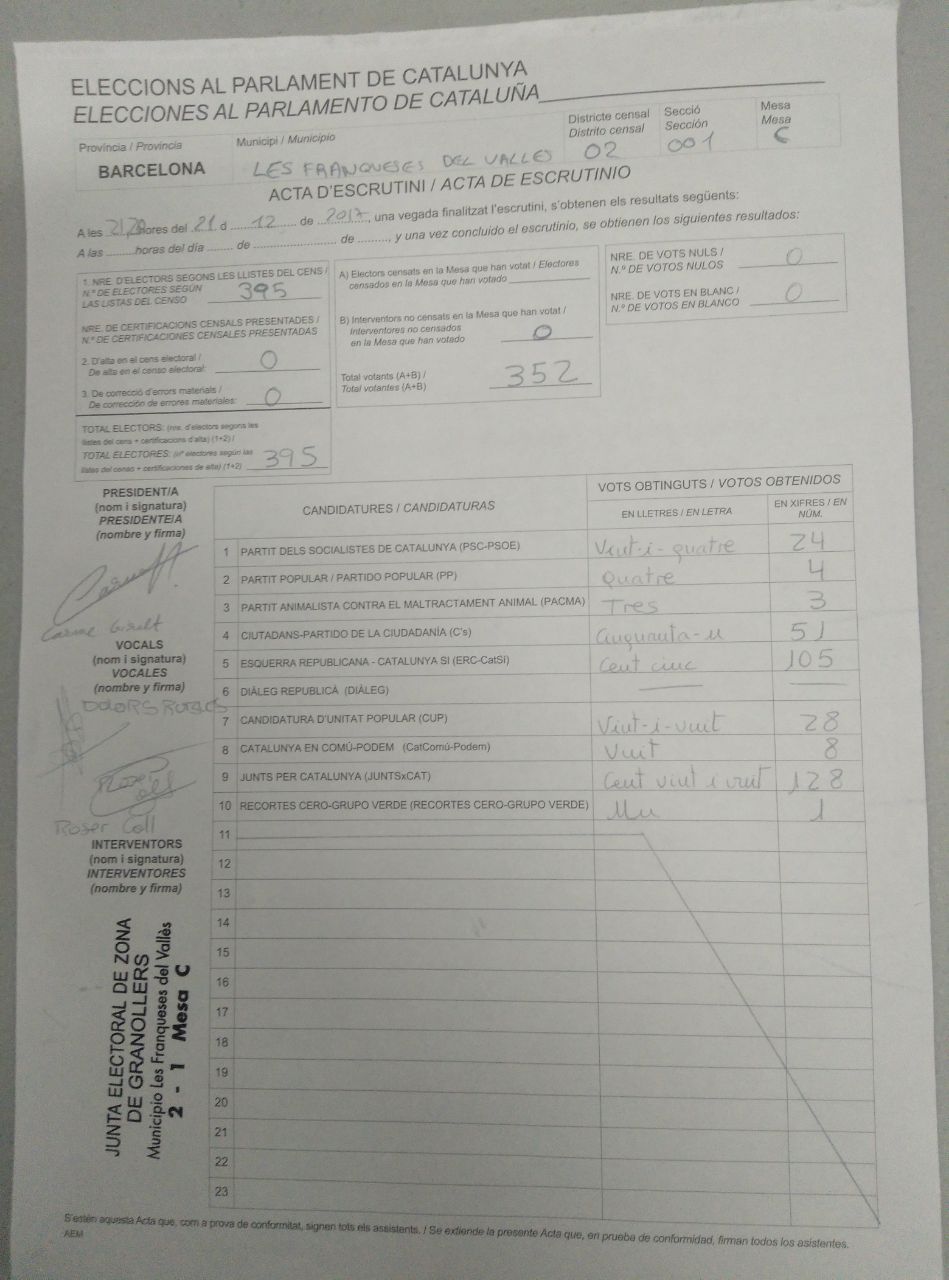 ELECCIONS AL PARLAMENT DE CATALUNYA
ELECCIONES AL PARLAMENTO DE CATALUÑA
Província / Provincia
BARCELONA
Municipi / Municipio
LES FRANQUESES DEL VALLES
Districte censal
Distrito censal
02
Secció
Sección
001
Mesa
Mesa
C
ACTA D'ESCRUTINI / ACTA DE ESCRUTINIO
A les hores del 21 d 12 de 2017, una vegada finalitzat l'escrutini, s'obtenen els resultats següents:
A las ......... horas del día ........ de ........................ de .........., y una vez concluido el escrutinio, se obtienen los siguientes resultados:
1. NRE. D'ELECTORS SEGONS LES LLISTES DEL CENS /
N.º DE ELECTORES SEGÚN
LAS LISTAS DEL CENSO 395
NRE. DE CERTIFICACIONS CENSALS PRESENTADES /
N.º DE CERTIFICACIONES CENSALES PRESENTADAS
2. D'alta en el cens electoral /
De alta en el censo electoral: 0
3. De correcció d'errors materials /
De corrección de errores materiales: 0
TOTAL ELECTORS: (nre. d'electors segons les
llistes del cens + certificacions d'alta) (1+2) /
TOTAL ELECTORES: (nº electores según las
listas del censo + certificaciones de alta) (1+2) 395
A) Electors censats en la Mesa que han votat / Electores
censados en la Mesa que han votado
B) Interventors no censats en la Mesa que han votat /
Interventores no censados
en la Mesa que han votado 0
Total votants (A+B) /
Total votantes (A+B) 352
NRE. DE VOTS NULS /
N.º DE VOTOS NULOS 0
NRE. DE VOTS EN BLANC /
N.º DE VOTOS EN BLANCO 0
PRESIDENT/A
(nom i signatura)
PRESIDENTE/A
(nombre y firma)
Carme
VOCALS
(nom i signatura)
VOCALES
(nombre y firma)
DOLORS
Roser Coll
INTERVENTORS
(nom i signatura)
INTERVENTORES
(nombre y firma)
JUNTA ELECTORAL DE ZONA
DE GRANOLLERS
Municipio Les Franqueses del Vallès
2 - 1 Mesa C
CANDIDATURES / CANDIDATURAS
VOTS OBTINGUTS / VOTOS OBTENIDOS
EN LLETRES / EN LETRA
EN XIFRES / EN
NÚM.
1 PARTIT DELS SOCIALISTES DE CATALUNYA (PSC-PSOE) Vint-i-quatre 24
2 PARTIT POPULAR / PARTIDO POPULAR (PP) quatre 4
3 PARTIT ANIMALISTA CONTRA EL MALTRACTAMENT ANIMAL (PACMA) Tres 3
4 CIUTADANS-PARTIDO DE LA CIUDADANÍA (C's) Cinquanta-u 51
5 ESQUERRA REPUBLICANA - CATALUNYA SI (ERC-CatSí) Cent cinc 105
6 DIÀLEG REPUBLICÀ (DIÀLEG)
7 CANDIDATURA D'UNITAT POPULAR (CUP) Vint-i-vuit 28
8 CATALUNYA EN COMÚ-PODEM (CatComú-Podem) Vuit 8
9 JUNTS PER CATALUNYA (JUNTSxCAT) Cent vint i vuit 128
10 RECORTES CERO-GRUPO VERDE (RECORTES CERO-GRUPO VERDE) Un 1
11
12
13
14
15
16
17
18
19
20
21
22
23
S'estén aquesta Acta que, com a prova de conformitat, signen tots els assistents. / Se extiende la presente Acta que, en prueba de conformidad, firman todos los asistentes.
AEM